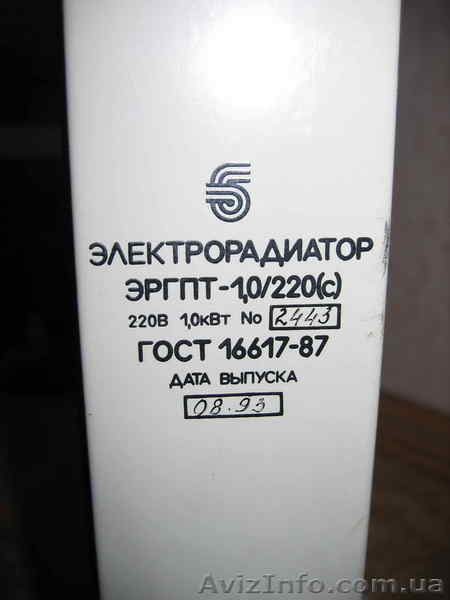 ЭЛЕКТРОРАДИАТОР
ЭРГПТ-1,0/220(с)
220В 1,0кВт No 2443
ГОСТ 16617-87
ДАТА ВЫПУСКА
08.93
AvizInfo.com.ua